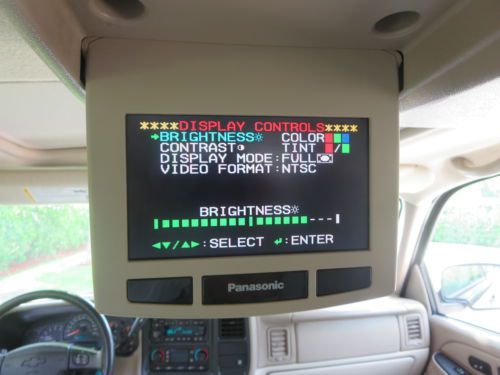 ****DISPLAY CONTROLS****
BRIGHTNESS COLOR
CONTRAST TINT /
DISPLAY MODE:FULL
VIDEO FORMAT:NTSC
BRIGHTNESS
◄▼/▲►:SELECT ↵:ENTER
Panasonic